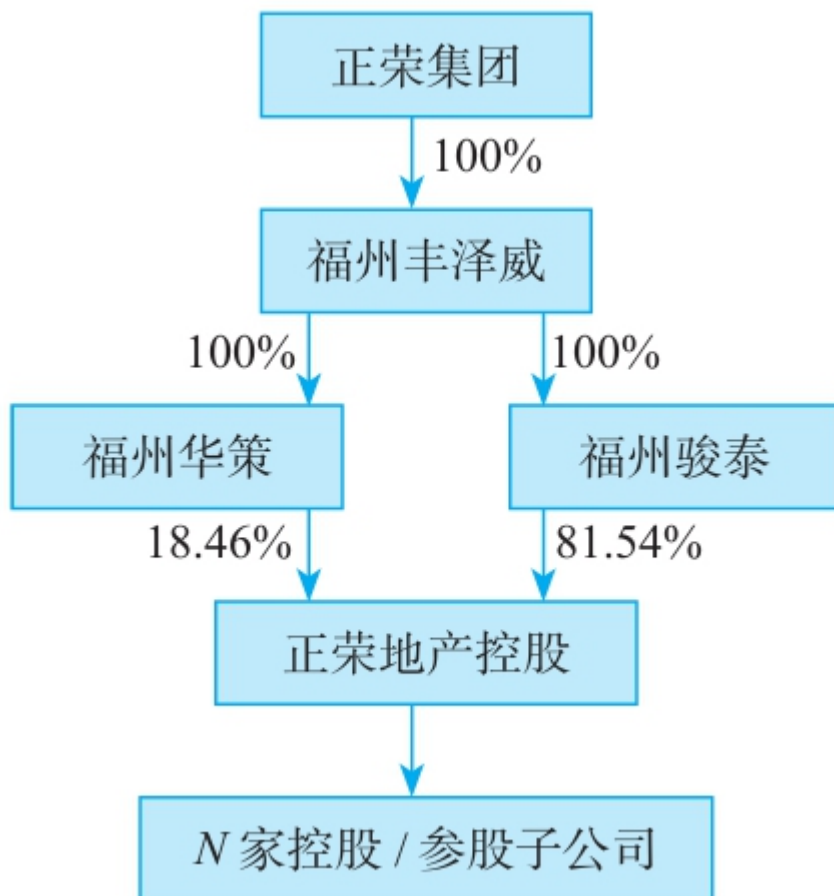 正荣集团
100%
福州丰泽威
100%
100%
福州华策
福州骏泰
18.46%
81.54%
正荣地产控股
N 家控股 / 参股子公司